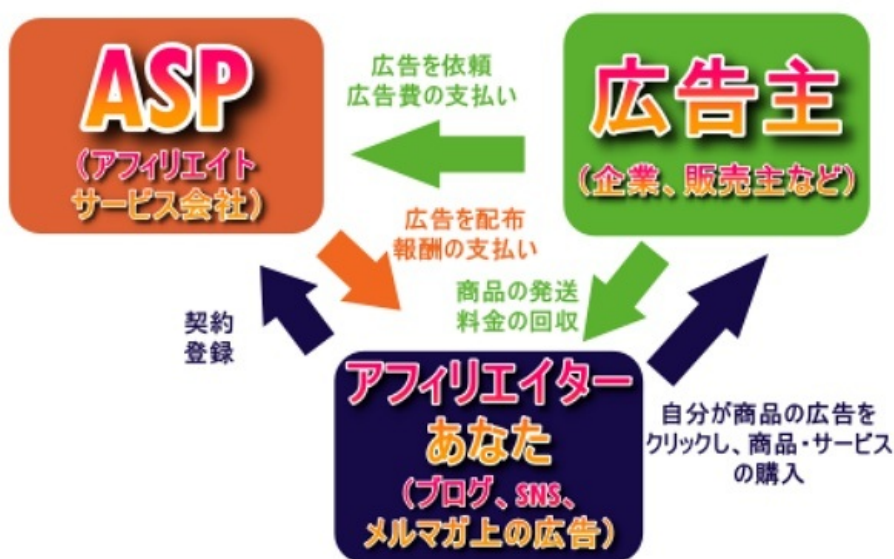 ASP
（アフィリエイト
サービス会社）
広告を依頼
広告費の支払い
広告主
（企業、販売主など）
広告を配布
報酬の支払い
商品の発送
料金の回収
契約
登録
アフィリエイター
あなた
（ブログ、SNS、
メルマガ上の広告）
自分が商品の広告を
クリックし、商品・サービス
の購入